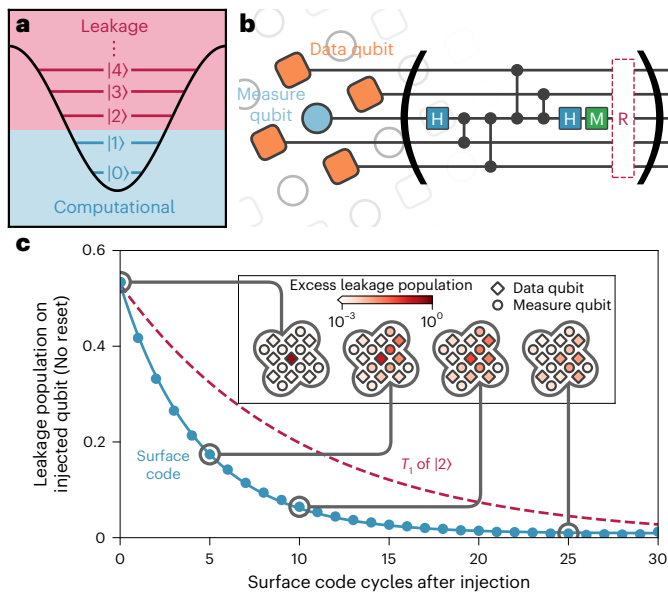 a
Leakage
⋮
|4⟩
|3⟩
|2⟩
|1⟩
|0⟩
Computational
b
Data qubit
Measure
qubit
H
H
M
R
c
Leakage population on
injected qubit (No reset)
0.6
0.4
0.2
0
Excess leakage population
10⁻³
10⁰
Data qubit
Measure qubit
Surface
code
T₁ of |2⟩
0
5
10
15
20
25
30
Surface code cycles after injection